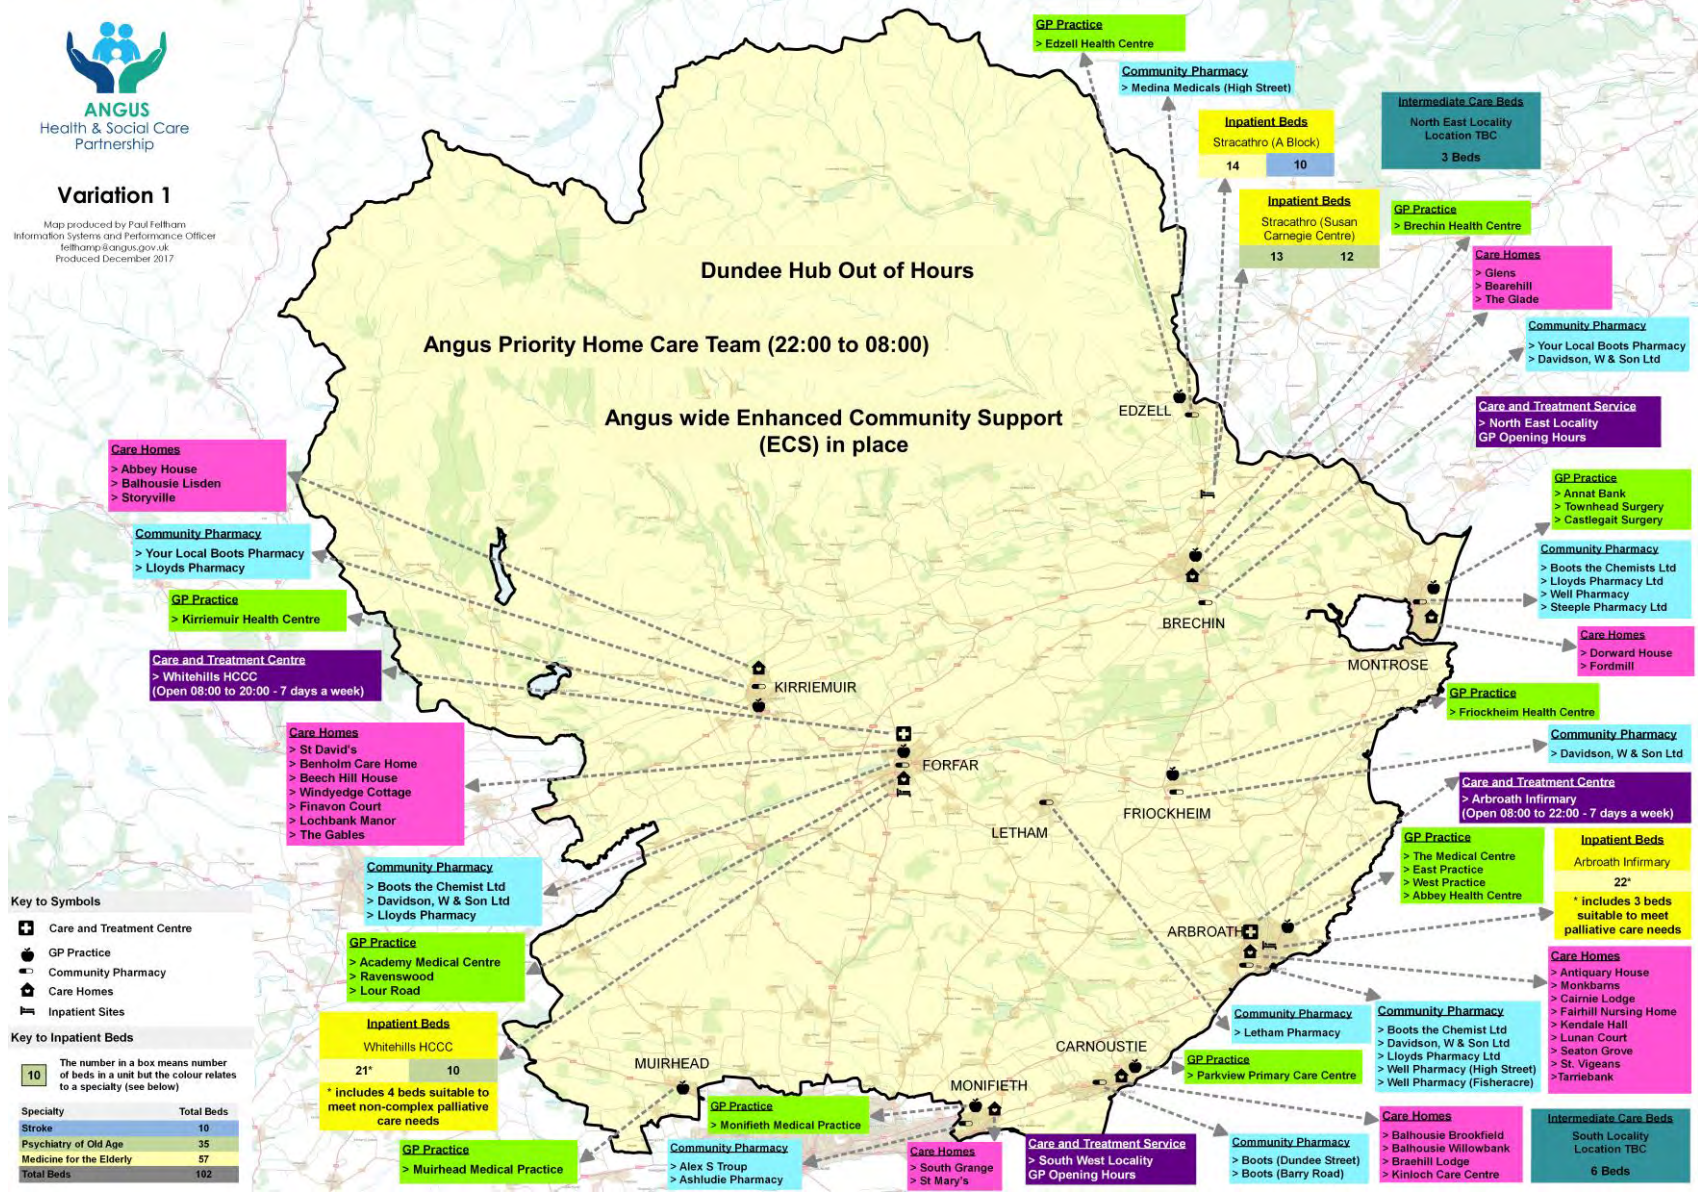 ANGUS
Health & Social Care
Partnership
Variation 1
Map produced by Paul Feltham
Information Systems and Performance Officer
felthamp@angus.gov.uk
Produced December 2017
GP Practice
> Edzell Health Centre
Community Pharmacy
> Medina Medicals (High Street)
Inpatient Beds
Stracathro (A Block)
14 10
Intermediate Care Beds
North East Locality
Location TBC
3 Beds
Inpatient Beds
Stracathro (Susan
Carnegie Centre)
13 12
GP Practice
> Brechin Health Centre
Care Homes
> Glens
> Bearehill
> The Glade
Community Pharmacy
> Your Local Boots Pharmacy
> Davidson, W & Son Ltd
Care and Treatment Service
> North East Locality
GP Opening Hours
Dundee Hub Out of Hours
Angus Priority Home Care Team (22:00 to 08:00)
Angus wide Enhanced Community Support
(ECS) in place
EDZELL
BRECHIN
MONTROSE
KIRRIEMUIR
FORFAR
LETHAM
FRIOCKHEIM
ARBROATH
CARNOUSTIE
MONIFIETH
MUIRHEAD
GP Practice
> Annat Bank
> Townhead Surgery
> Castlegait Surgery
Community Pharmacy
> Boots the Chemists Ltd
> Lloyds Pharmacy Ltd
> Well Pharmacy
> Steeple Pharmacy Ltd
Care Homes
> Dorward House
> Fordmill
GP Practice
> Friockheim Health Centre
Community Pharmacy
> Davidson, W & Son Ltd
Care and Treatment Centre
> Arbroath Infirmary
(Open 08:00 to 22:00 - 7 days a week)
GP Practice
> The Medical Centre
> East Practice
> West Practice
> Abbey Health Centre
Inpatient Beds
Arbroath Infirmary
22*
* includes 3 beds
suitable to meet
palliative care needs
Care Homes
> Antiquary House
> Monkbarns
> Cairnie Lodge
> Fairhill Nursing Home
> Kendale Hall
> Lunan Court
> Seaton Grove
> St. Vigeans
>Tarriebank
Community Pharmacy
> Boots the Chemist Ltd
> Davidson, W & Son Ltd
> Lloyds Pharmacy Ltd
> Well Pharmacy (High Street)
> Well Pharmacy (Fisheracre)
Community Pharmacy
> Letham Pharmacy
GP Practice
> Parkview Primary Care Centre
Care Homes
> Balhousie Brookfield
> Balhousie Willowbank
> Braehill Lodge
> Kinloch Care Centre
Intermediate Care Beds
South Locality
Location TBC
6 Beds
Community Pharmacy
> Boots (Dundee Street)
> Boots (Barry Road)
Care and Treatment Service
> South West Locality
GP Opening Hours
Care Homes
> South Grange
> St Mary's
Community Pharmacy
> Alex S Troup
> Ashludie Pharmacy
GP Practice
> Monifieth Medical Practice
GP Practice
> Muirhead Medical Practice
Care Homes
> Abbey House
> Balhousie Lisden
> Storyville
Community Pharmacy
> Your Local Boots Pharmacy
> Lloyds Pharmacy
GP Practice
> Kirriemuir Health Centre
Care and Treatment Centre
> Whitehills HCCC
(Open 08:00 to 20:00 - 7 days a week)
Care Homes
> St David's
> Benholm Care Home
> Beech Hill House
> Windyedge Cottage
> Finavon Court
> Lochbank Manor
> The Gables
Community Pharmacy
> Boots the Chemist Ltd
> Davidson, W & Son Ltd
> Lloyds Pharmacy
GP Practice
> Academy Medical Centre
> Ravenswood
> Lour Road
Inpatient Beds
Whitehills HCCC
21* 10
* includes 4 beds suitable to
meet non-complex palliative
care needs
Key to Symbols
Care and Treatment Centre
GP Practice
Community Pharmacy
Care Homes
Inpatient Sites
Key to Inpatient Beds
10
The number in a box means number
of beds in a unit but the colour relates
to a specialty (see below)
Specialty Total Beds
Stroke 10
Psychiatry of Old Age 35
Medicine for the Elderly 57
Total Beds 102